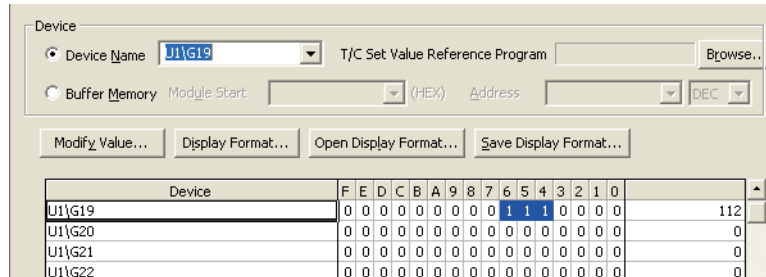 Device
Device Name U1\G19 T/C Set Value Reference Program Browse..
Buffer Memory Module Start (HEX) Address DEC
Modify Value... Display Format... Open Display Format... Save Display Format...
Device F E D C B A 9 8 7 6 5 4 3 2 1 0
U1\G19 0 0 0 0 0 0 0 0 0 1 1 1 0 0 0 0 112
U1\G20 0 0 0 0 0 0 0 0 0 0 0 0 0 0 0 0 0
U1\G21 0 0 0 0 0 0 0 0 0 0 0 0 0 0 0 0 0
U1\G22 0 0 0 0 0 0 0 0 0 0 0 0 0 0 0 0 0